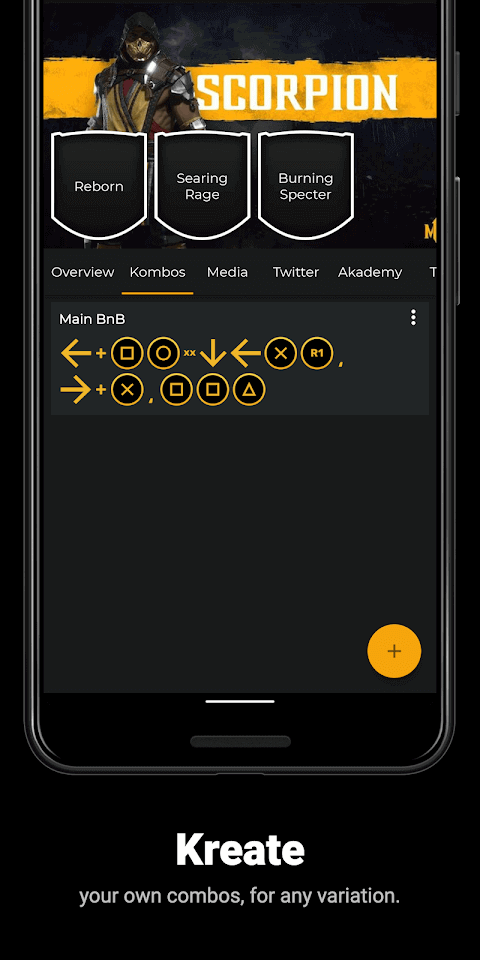 SCORPION
Reborn
Searing
Rage
Burning
Specter
Overview Kombos Media Twitter Akademy T
Main BnB
+ xx R1 ,
+ ,
+
Kreate
your own combos, for any variation.